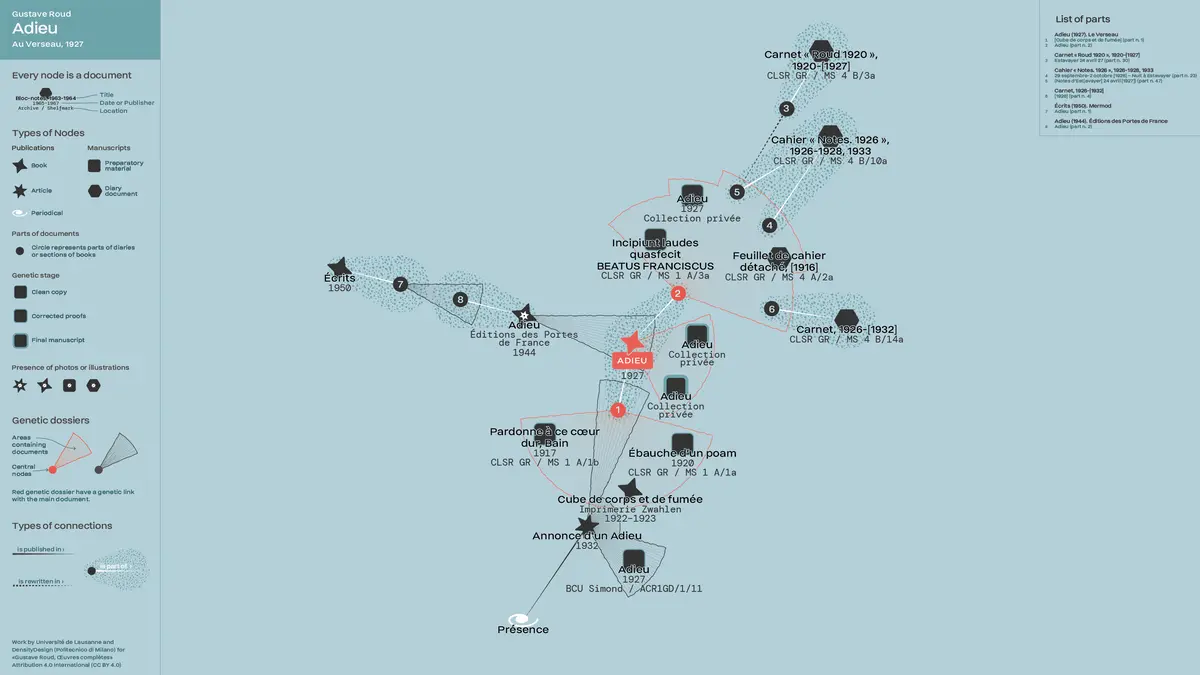 Gustave Roud
Adieu
Au Verseau, 1927
Every node is a document
Bloc-notes, 1963-1964
1965-1967
Archive / Shelfmark
Title
Date or Publisher
Location
Types of Nodes
Publications
Manuscripts
Book
Preparatory
material
Article
Diary
document
Periodical
Parts of documents
Circle represents parts of diaries
or sections of books
Genetic stage
Clean copy
Corrected proofs
Final manuscript
Presence of photos or illustrations
Genetic dossiers
Areas
containing
documents
Central
nodes
Red genetic dossier have a genetic link
with the main document.
Types of connections
is published in ›
is part of ›
is rewritten in ›
Work by Université de Lausanne and
DensityDesign (Politecnico di Milano) for
«Gustave Roud, Œuvres complètes»
Attribution 4.0 International (CC BY 4.0)
Carnet « Roud 1920 »,
1920-[1927]
CLSR GR / MS 4 B/3a
3
Cahier « Notes. 1926 »,
1926-1928, 1933
CLSR GR / MS 4 B/10a
5
4
Adieu
1927
Collection privée
Incipiunt laudes
quasfecit
BEATUS FRANCISCUS
CLSR GR / MS 1 A/3a
Feuillet de cahier
détaché, [1916]
CLSR GR / MS 4 A/2a
Écrits
1950
7
8
2
6
Carnet, 1926-[1932]
CLSR GR / MS 4 B/14a
Adieu
Éditions des Portes
de France
1944
ADIEU
1927
Adieu
Collection
privée
Adieu
Collection
privée
1
Pardonne à ce cœur
dur, Bain
1917
CLSR GR / MS 1 A/1b
Ébauche d'un poam
1920
CLSR GR / MS 1 A/1a
Cube de corps et de fumée
Imprimerie Zwahlen
1922-1923
Annonce d'un Adieu
1932
Adieu
1927
BCU Simond / ACR1GD/1/11
Présence
List of parts
Adieu (1927). Le Verseau
1 [Cube de corps et de fumée] (part n. 1)
2 Adieu (part n. 2)
Carnet « Roud 1920 », 1920-[1927]
3 Estavayer 24 avril 27 (part n. 30)
Cahier « Notes. 1926 », 1926-1928, 1933
4 29 septembre-2 octobre [1926] - Nuit à Estavayer (part n. 23)
5 [Notes d'Es[tavayer] 24 avril [1927]] (part n. 47)
Carnet, 1926-[1932]
6 [1926] (part n. 4)
Écrits (1950). Mermod
7 Adieu (part n. 1)
Adieu (1944). Éditions des Portes de France
8 Adieu (part n. 2)